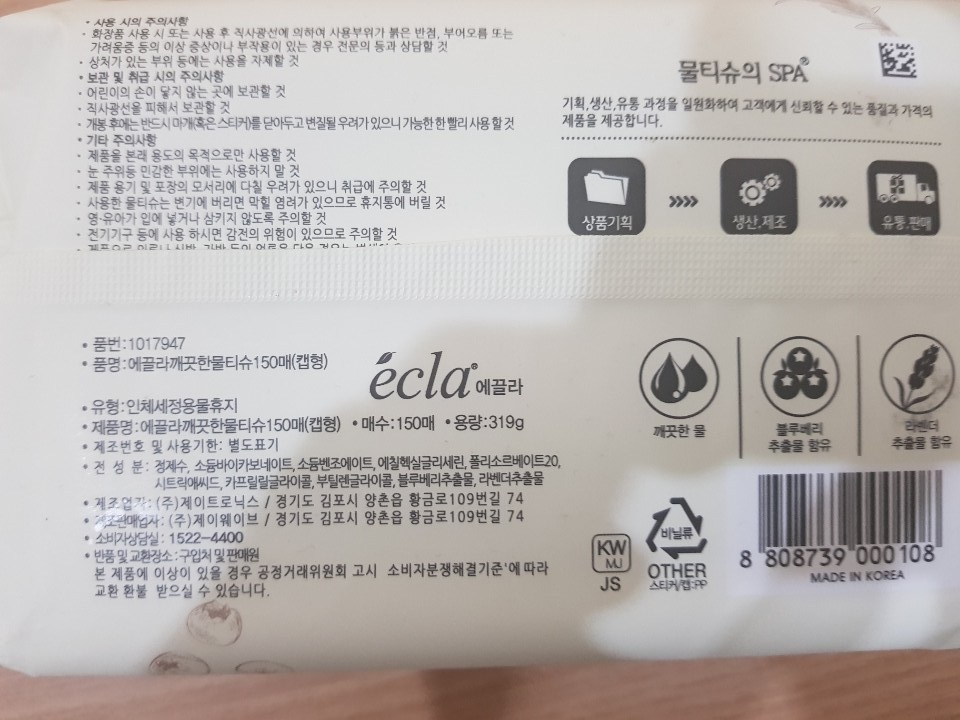 • 사용 시의 주의사항
· 화장품 사용 시 또는 사용 후 직사광선에 의하여 사용부위가 붉은 반점, 부어오름 또는
가려움증 등의 이상 증상이나 부작용이 있는 경우 전문의 등과 상담할 것
· 상처가 있는 부위 등에는 사용을 자제할 것
• 보관 및 취급 시의 주의사항
· 어린이의 손이 닿지 않는 곳에 보관할 것
· 직사광선을 피해서 보관할 것
· 개봉 후에는 반드시 마개(혹은 스티커)를 닫아두고 변질될 우려가 있으니 가능한 한 빨리 사용 할 것
• 기타 주의사항
· 제품을 본래 용도의 목적으로만 사용할 것
· 눈 주위등 민감한 부위에는 사용하지 말 것
· 제품 용기 및 포장의 모서리에 다칠 우려가 있으니 취급에 주의할 것
· 사용한 물티슈는 변기에 버리면 막힐 염려가 있으므로 휴지통에 버릴 것
· 영·유아가 입에 넣거나 삼키지 않도록 주의할 것
· 전기기구 등에 사용 하시면 감전의 위험이 있으므로 주의할 것
물티슈의 SPA®
기획,생산,유통 과정을 일원화하여 고객에게 신뢰할 수 있는 품질과 가격의
제품을 제공합니다.
상품기획 »» 생산,제조 »» 유통,판매
• 품번:1017947
• 품명:에끌라깨끗한물티슈150매(캡형)
écla® 에끌라
• 유형:인체세정용물휴지
• 제품명:에끌라깨끗한물티슈150매(캡형) • 매수:150매 • 용량:319g
• 제조번호 및 사용기한: 별도표기
• 전 성 분: 정제수, 소듐바이카보네이트, 소듐벤조에이트, 에칠헥실글리세린, 폴리소르베이트20,
시트릭애씨드, 카프릴릴글라이콜, 부틸렌글라이콜, 블루베리추출물, 라벤더추출물
• 제조업자: (주)제이트로닉스 / 경기도 김포시 양촌읍 황금로109번길 74
• 제조판매업자: (주)제이웨이브 / 경기도 김포시 양촌읍 황금로109번길 74
• 소비자상담실: 1522-4400
• 반품 및 교환장소 : 구입처 및 판매원
본 제품에 이상이 있을 경우 공정거래위원회 고시 소비자분쟁해결기준'에 따라
교환 환불 받으실 수 있습니다.
깨끗한 물
블루베리
추출물 함유
라벤더
추출물 함유
KW
MJ
JS
비닐류
OTHER
스티커/캡:PP
8 808739 000108
MADE IN KOREA